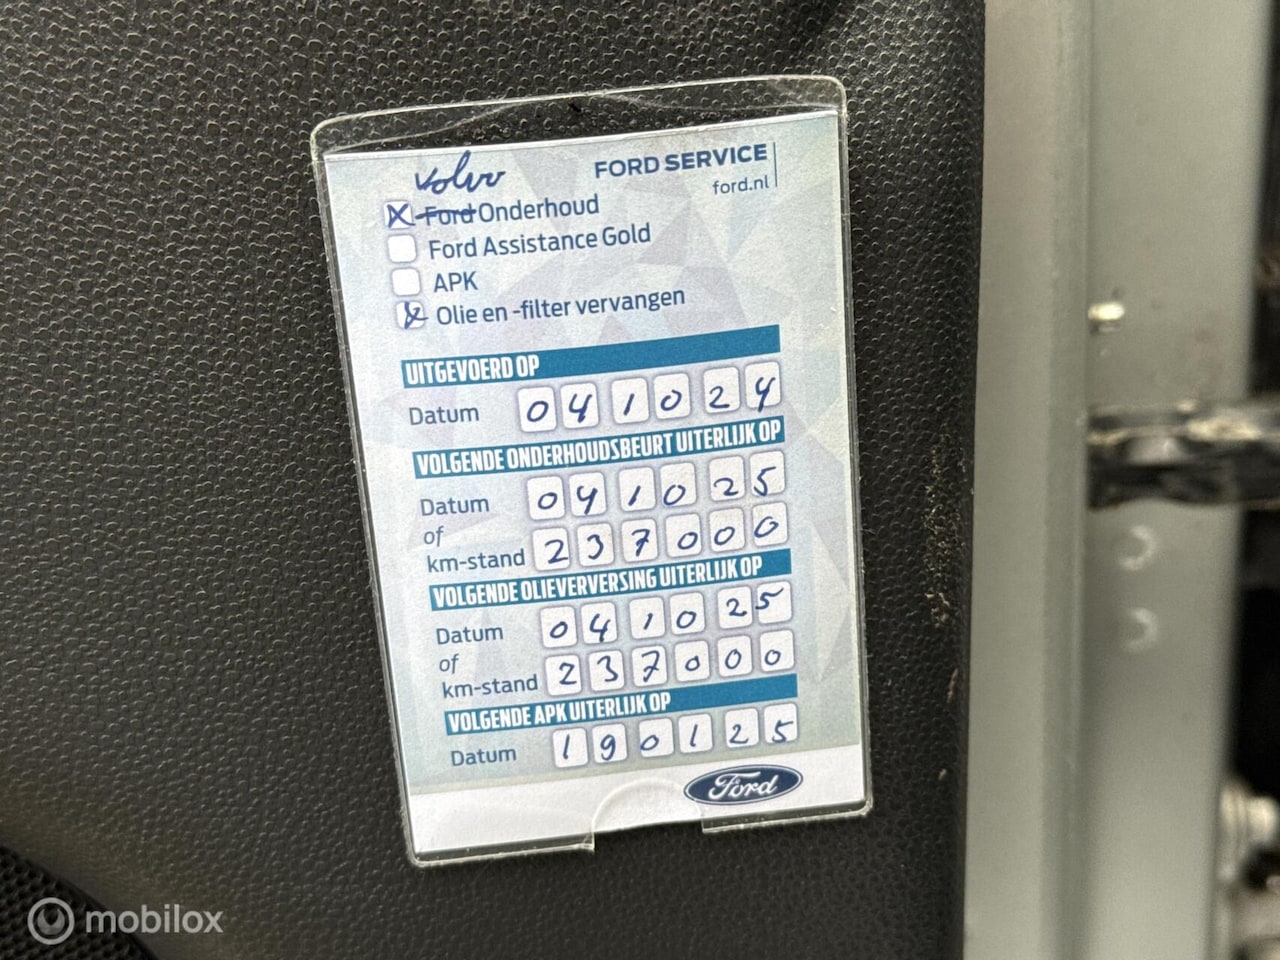 Volvo
FORD SERVICE
ford.nl
Ford Onderhoud
Ford Assistance Gold
APK
Olie en -filter vervangen
UITGEVOERD OP
Datum 041024
VOLGENDE ONDERHOUDSBEURT UITERLIJK OP
Datum 041025
of
km-stand 237000
VOLGENDE OLIEVERVERSING UITERLIJK OP
Datum 041025
of
km-stand 237000
VOLGENDE APK UITERLIJK OP
Datum 190125
Ford
mobilox